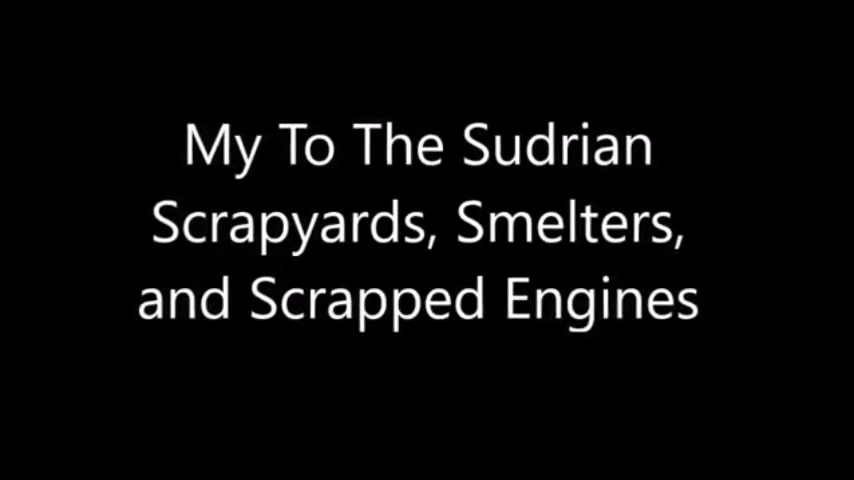 My To The Sudrian
Scrapyards, Smelters,
and Scrapped Engines